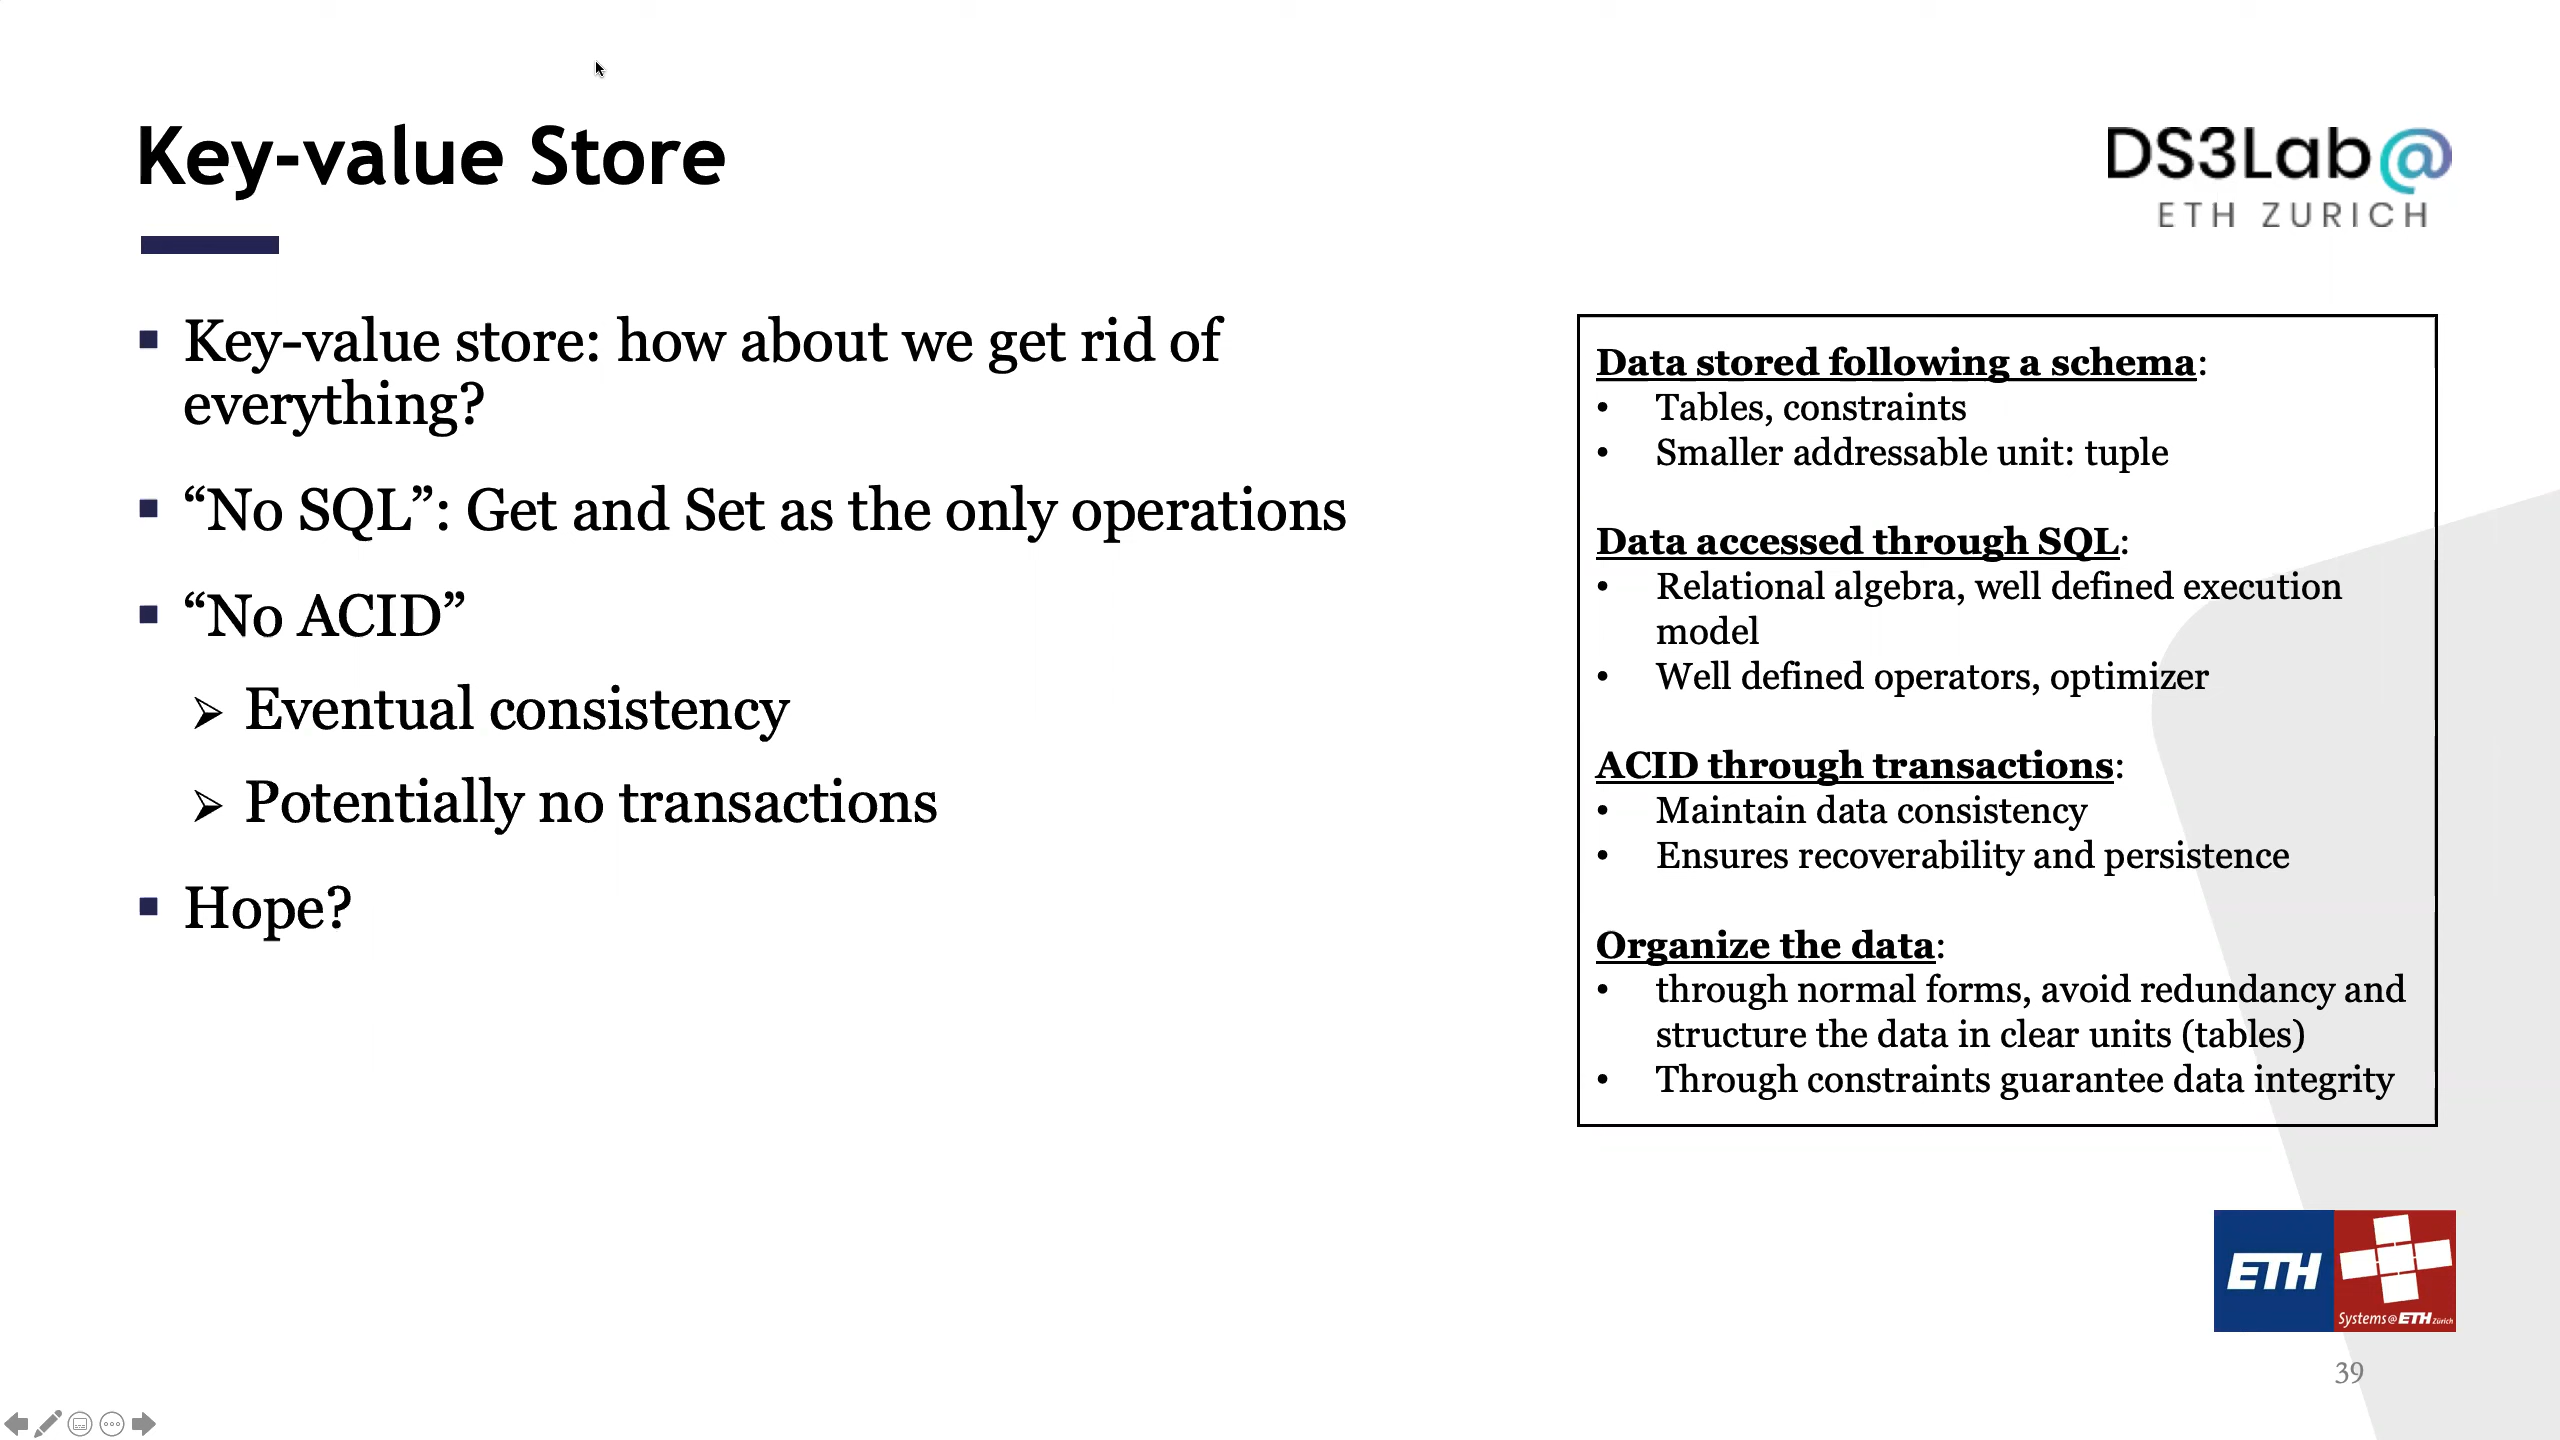 Key-value Store
DS3Lab@
ETH ZURICH
Key-value store: how about we get rid of
everything?
“No SQL”: Get and Set as the only operations
“No ACID”
Eventual consistency
Potentially no transactions
Hope?
Data stored following a schema:
• Tables, constraints
• Smaller addressable unit: tuple
Data accessed through SQL:
• Relational algebra, well defined execution
model
• Well defined operators, optimizer
ACID through transactions:
• Maintain data consistency
• Ensures recoverability and persistence
Organize the data:
• through normal forms, avoid redundancy and
structure the data in clear units (tables)
• Through constraints guarantee data integrity
ETH
Systems@ETH Zürich
39